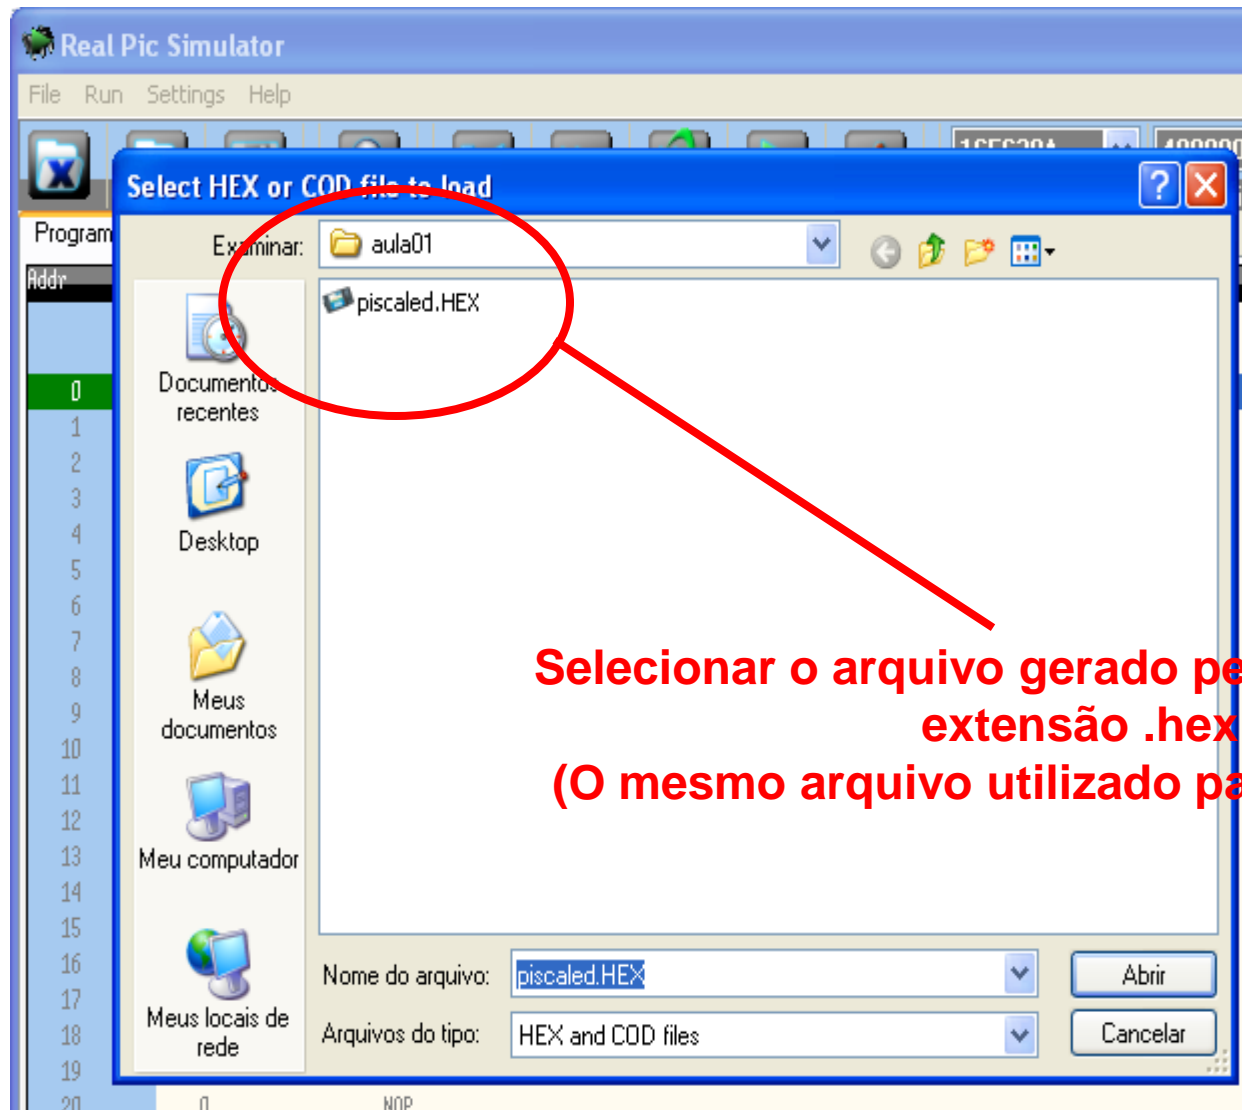 Real Pic Simulator
File Run Settings Help
Select HEX or COD file to load
Program
Examinar: aula01
Addr
piscaled.HEX
Documentos recentes
0
1
2
3
4
Desktop
5
6
7
8
9
Meus documentos
10
11
12
13
Meu computador
14
15
16
17
18
19
20 0 NOP
Meus locais de rede
Selecionar o arquivo gerado pe
extensão .hex
(O mesmo arquivo utilizado pa
Nome do arquivo: piscaled.HEX Abrir
Arquivos do tipo: HEX and COD files Cancelar